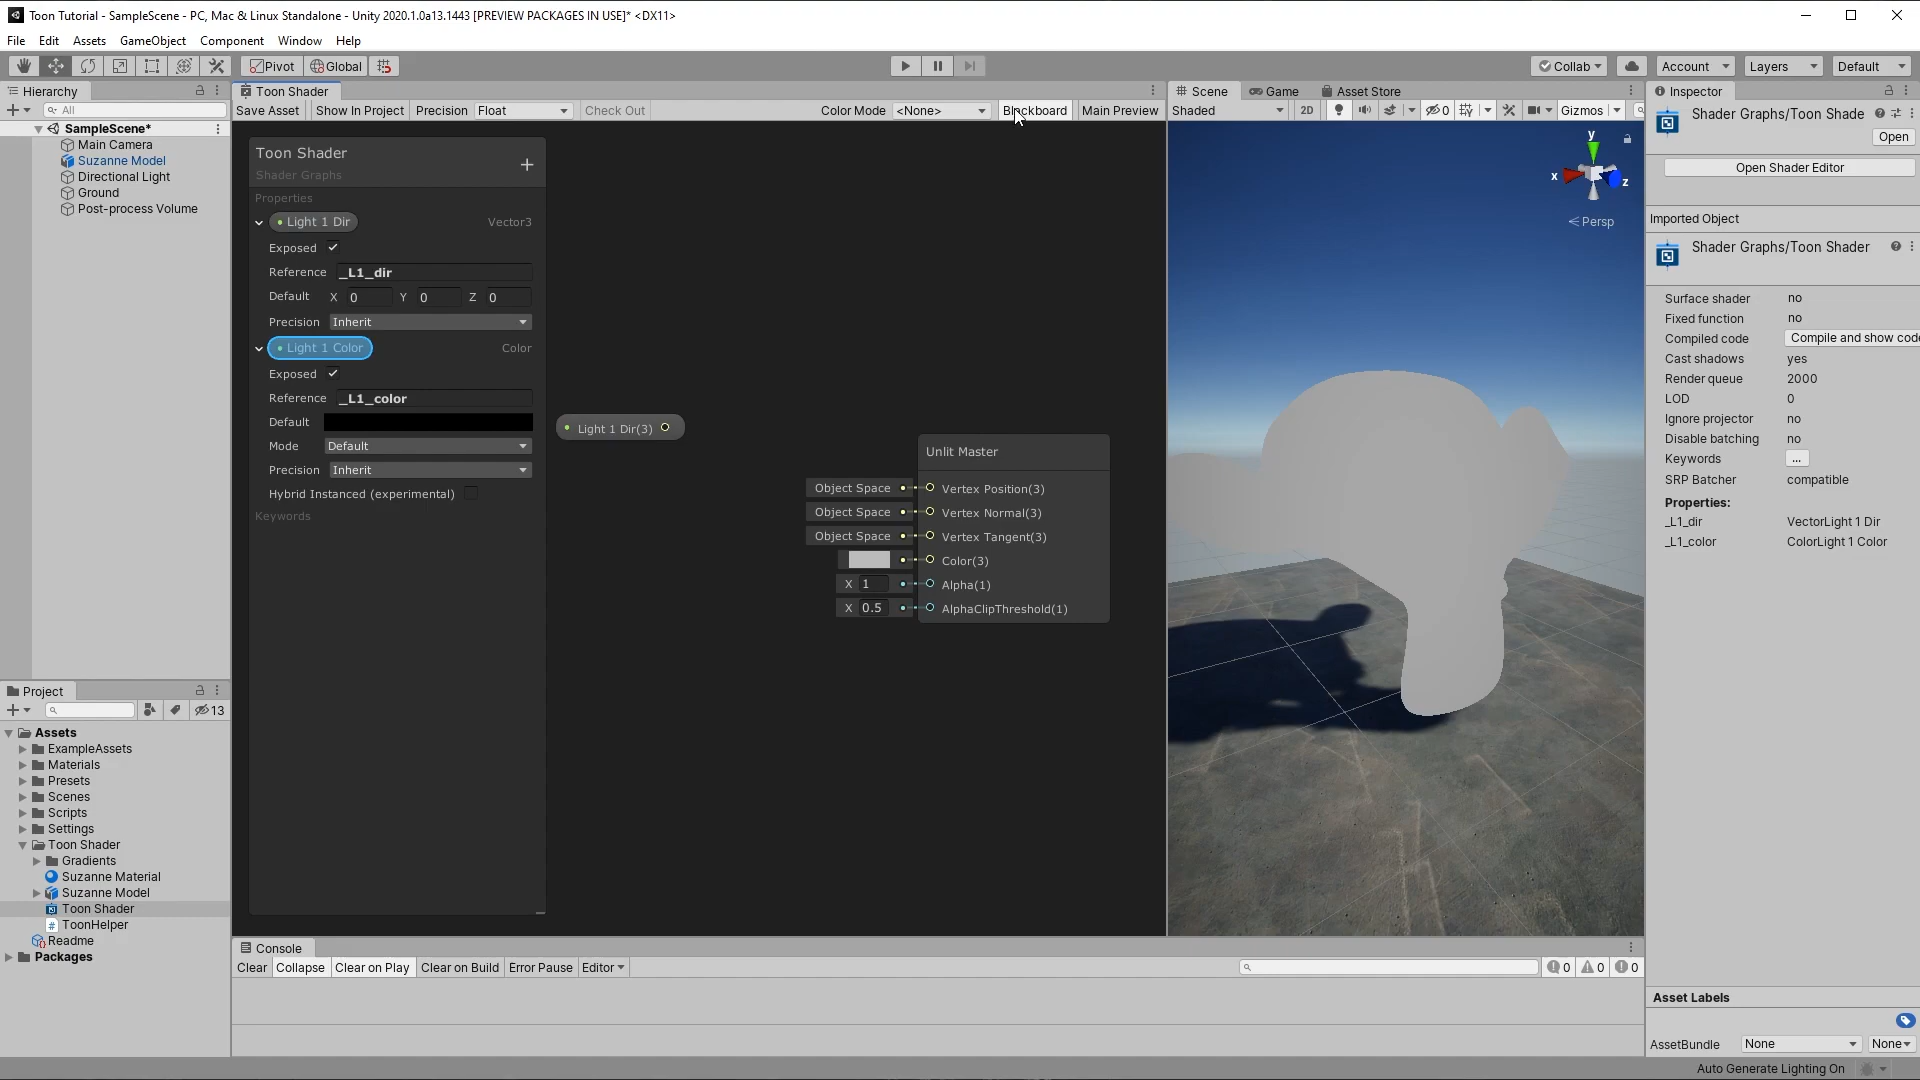 Toon Tutorial - SampleScene - PC, Mac & Linux Standalone - Unity 2020.1.0a13.1443 [PREVIEW PACKAGES IN USE]* <DX11>
File Edit Assets GameObject Component Window Help
Pivot Global Collab Account Layers Default
Hierarchy
All
SampleScene*
Main Camera
Suzanne Model
Directional Light
Ground
Post-process Volume
Toon Shader
Save Asset Show In Project Precision Float Check Out Color Mode <None> Blackboard Main Preview
Toon Shader
Shader Graphs
Properties
Light 1 Dir Vector3
Exposed
Reference _L1_dir
Default X 0 Y 0 Z 0
Precision Inherit
Light 1 Color Color
Exposed
Reference _L1_color
Default
Mode Default
Precision Inherit
Hybrid Instanced (experimental)
Keywords
Light 1 Dir(3)
Unlit Master
Object Space Vertex Position(3)
Object Space Vertex Normal(3)
Object Space Vertex Tangent(3)
Color(3)
X 1 Alpha(1)
X 0.5 AlphaClipThreshold(1)
Scene Game Asset Store
Shaded 2D 0 Gizmos
y
x z
Persp
Inspector
Shader Graphs/Toon Shade
Open
Open Shader Editor
Imported Object
Shader Graphs/Toon Shader
Surface shader no
Fixed function no
Compiled code Compile and show code
Cast shadows yes
Render queue 2000
LOD 0
Ignore projector no
Disable batching no
Keywords ...
SRP Batcher compatible
Properties:
_L1_dir VectorLight 1 Dir
_L1_color ColorLight 1 Color
Project
13
Assets
ExampleAssets
Materials
Presets
Scenes
Scripts
Settings
Toon Shader
Gradients
Suzanne Material
Suzanne Model
Toon Shader
ToonHelper
Readme
Packages
Console
Clear Collapse Clear on Play Clear on Build Error Pause Editor 0 0 0
Asset Labels
AssetBundle None None
Auto Generate Lighting On